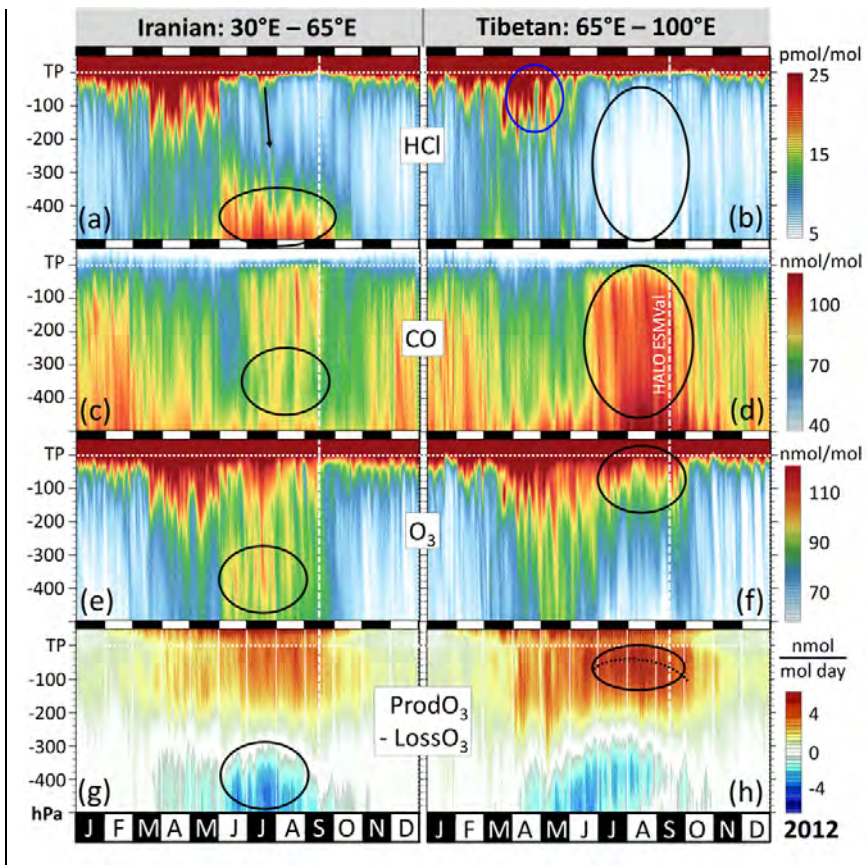 Iranian: 30°E – 65°E Tibetan: 65°E – 100°E
pmol/mol
TP
-100
-200
-300
-400
HCl
(a) (b)
25
15
5
TP
-100
-200
-300
-400
CO
HALO ESMVal
(c) (d)
nmol/mol
100
70
40
TP
-100
-200
-300
-400
O₃
(e) (f)
nmol/mol
110
90
70
TP
-100
-200
-300
-400
hPa
ProdO₃
- LossO₃
(g) (h)
nmol
mol day
4
2
0
-2
-4
J F M A M J J A S O N D J F M A M J J A S O N D 2012